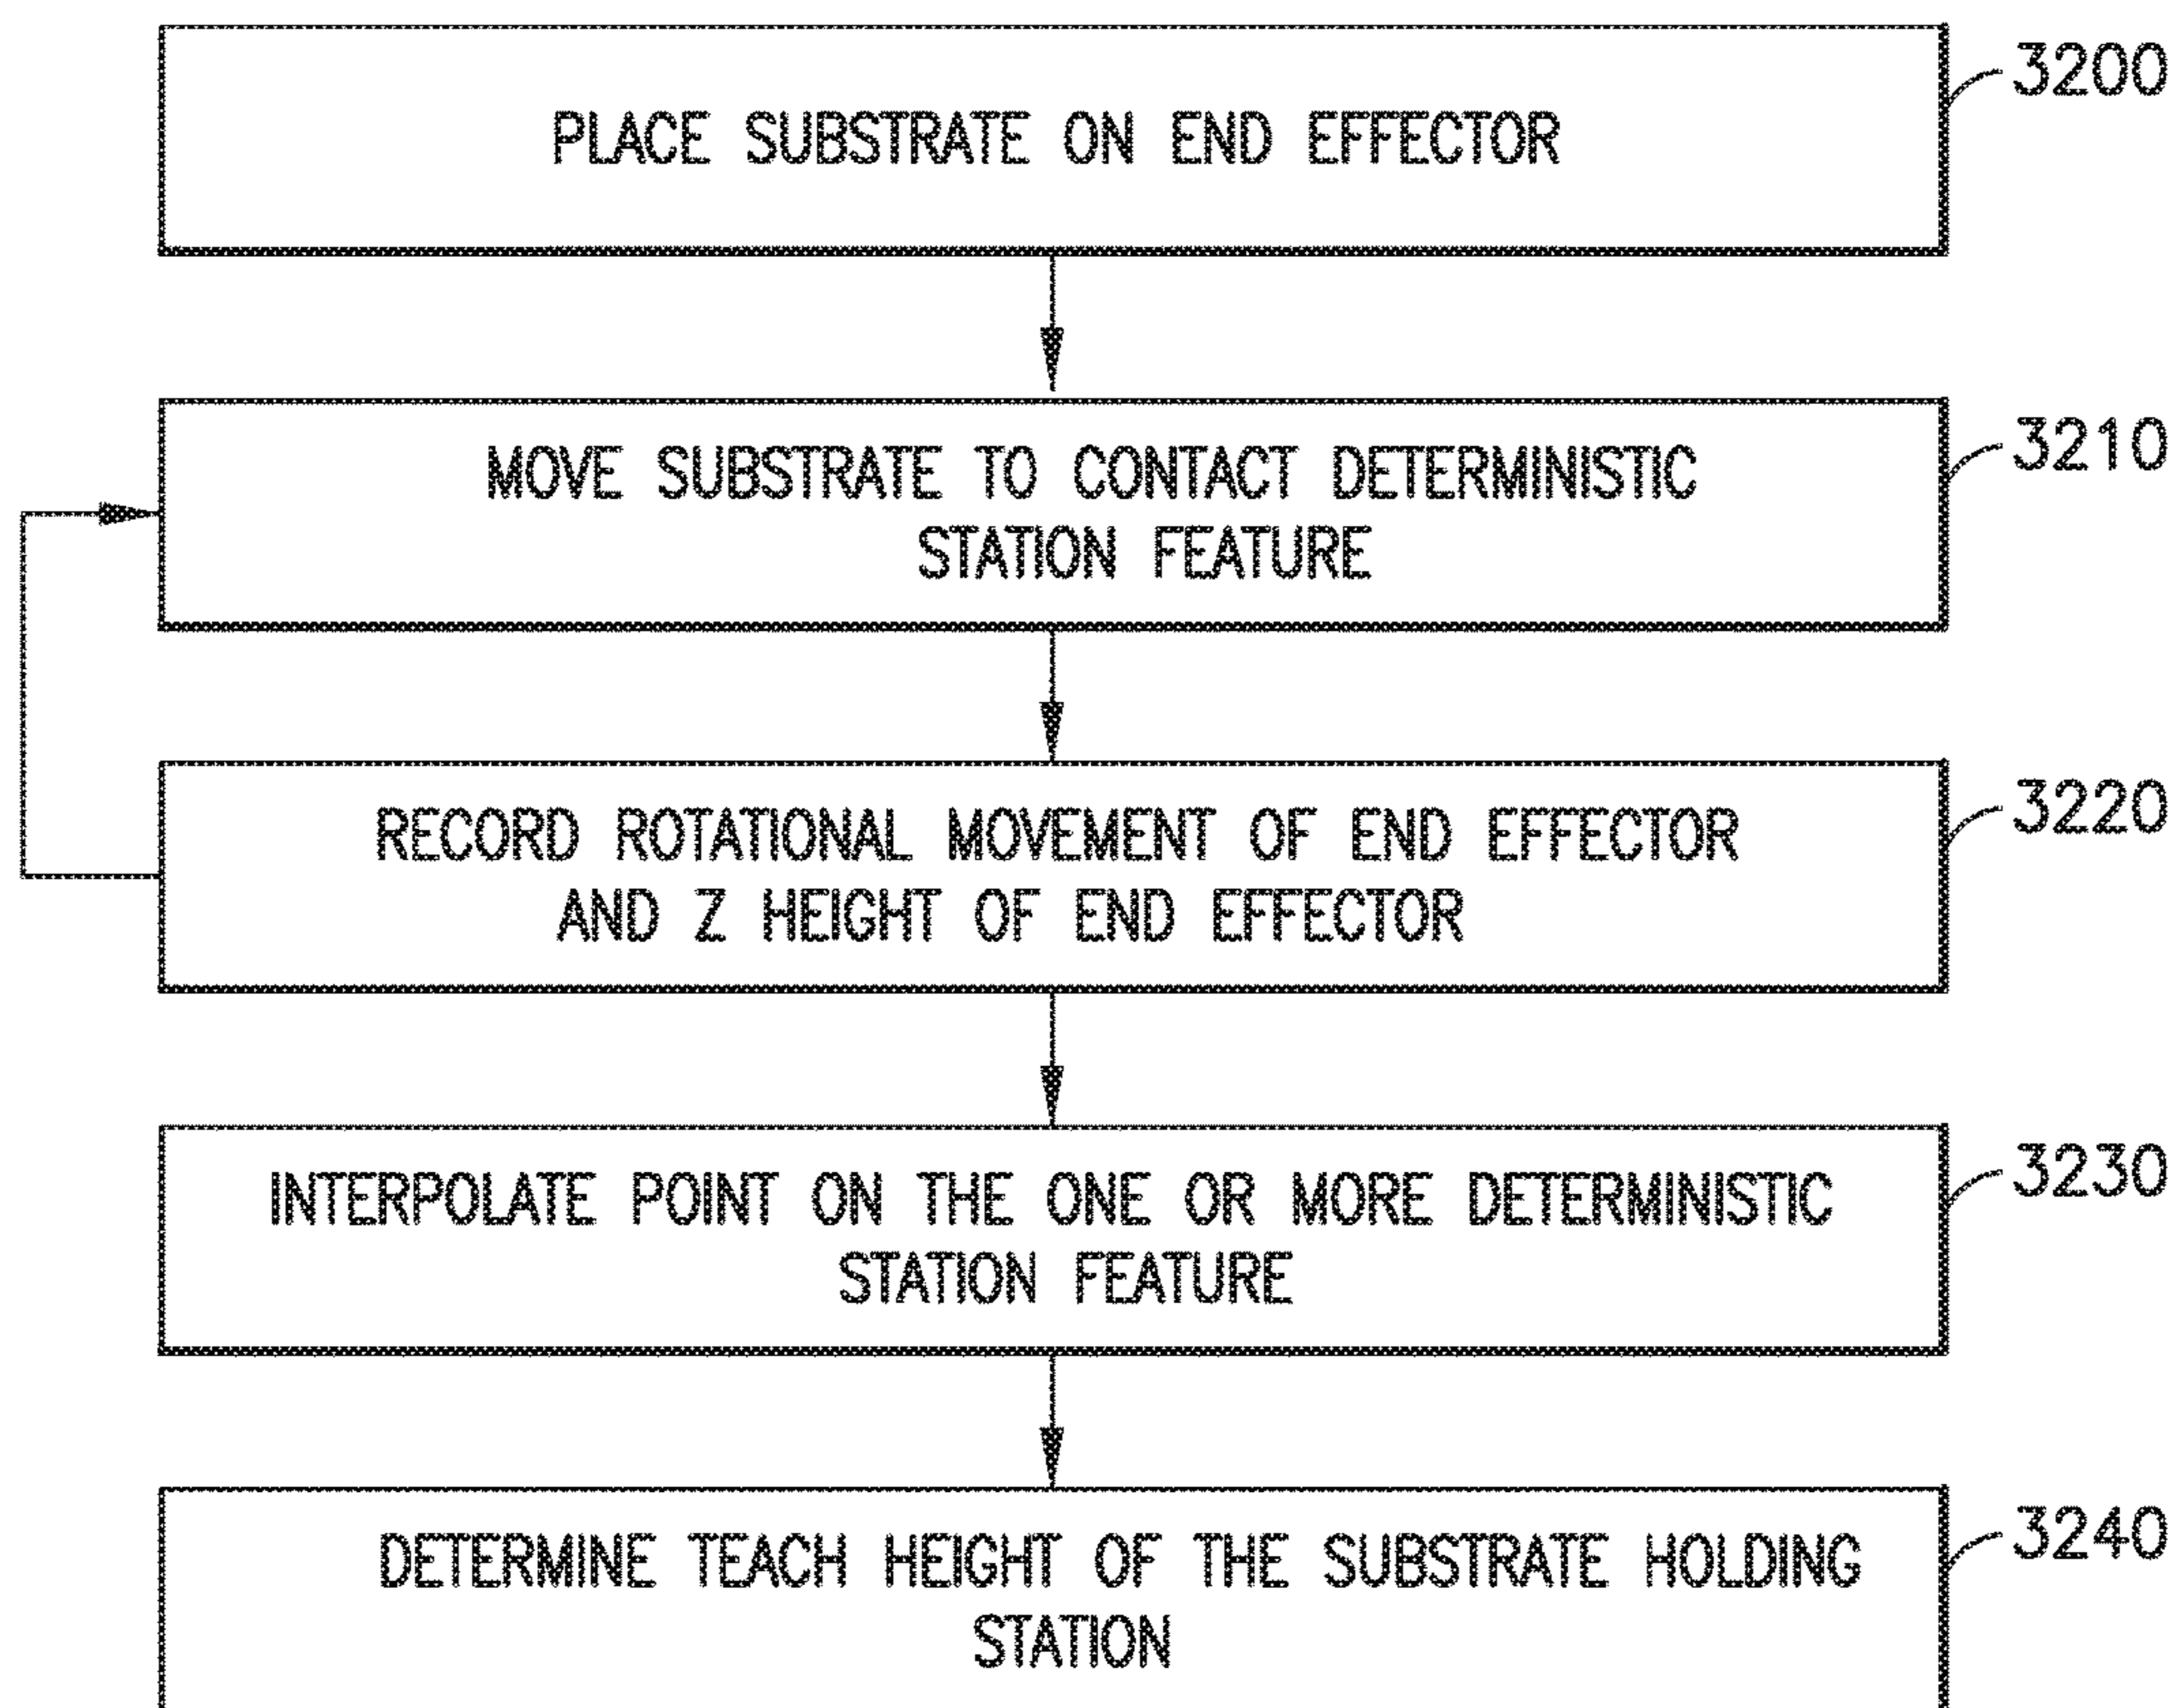 PLACE SUBSTRATE ON END EFFECTOR
3200
MOVE SUBSTRATE TO CONTACT DETERMINISTIC
STATION FEATURE
3210
RECORD ROTATIONAL MOVEMENT OF END EFFECTOR
AND Z HEIGHT OF END EFFECTOR
3220
INTERPOLATE POINT ON THE ONE OR MORE DETERMINISTIC
STATION FEATURE
3230
DETERMINE TEACH HEIGHT OF THE SUBSTRATE HOLDING
STATION
3240